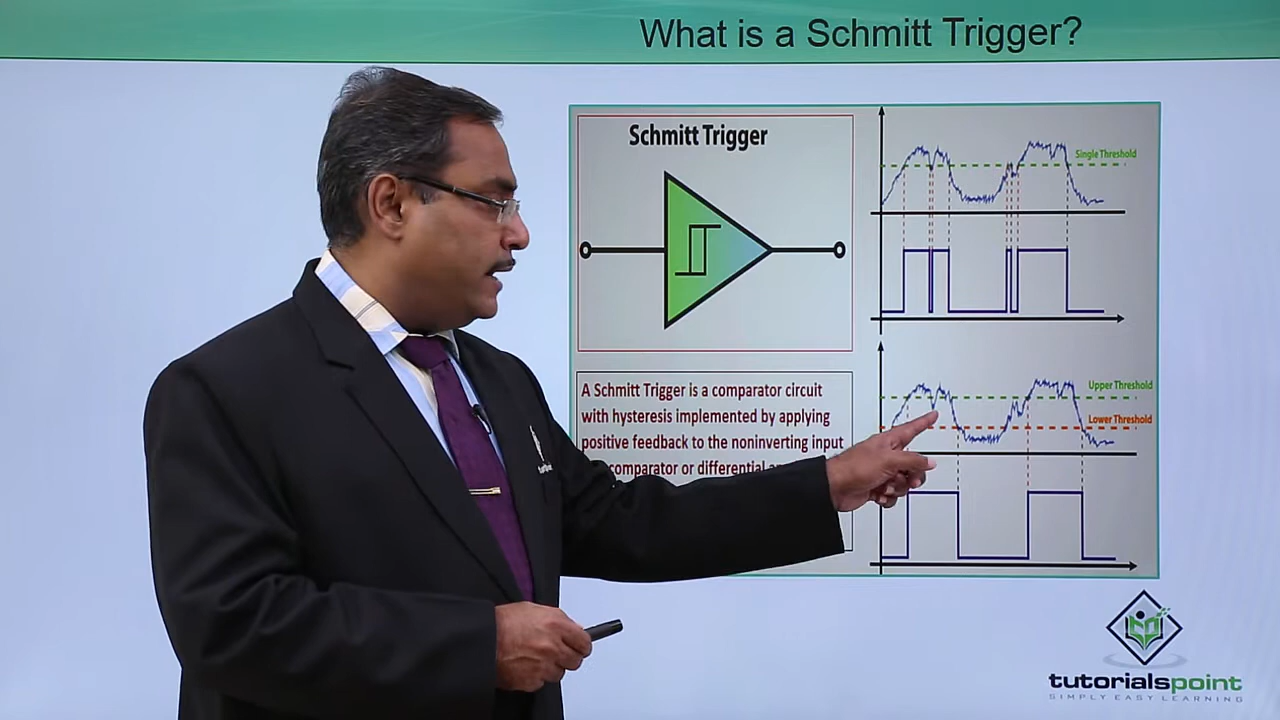 What is a Schmitt Trigger?
Schmitt Trigger
Single Threshold
A Schmitt Trigger is a comparator circuit
with hysteresis implemented by applying
positive feedback to the noninverting input
comparator or differential
Upper Threshold
Lower Threshold
tutorialspoint
SIMPLY EASY LEARNING